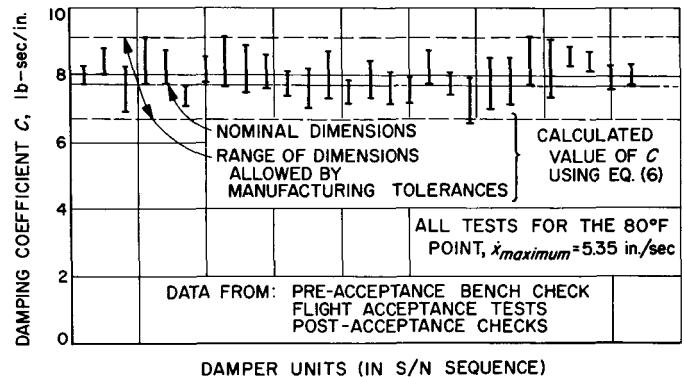 10
8
6
4
2
0
DAMPING COEFFICIENT C, lb-sec/in.
NOMINAL DIMENSIONS
RANGE OF DIMENSIONS
ALLOWED BY
MANUFACTURING TOLERANCES
CALCULATED
VALUE OF C
USING EQ. (6)
ALL TESTS FOR THE 80°F
POINT, ẋmaximum = 5.35 in./sec
DATA FROM: PRE-ACCEPTANCE BENCH CHECK
FLIGHT ACCEPTANCE TESTS
POST-ACCEPTANCE CHECKS
DAMPER UNITS (IN S/N SEQUENCE)